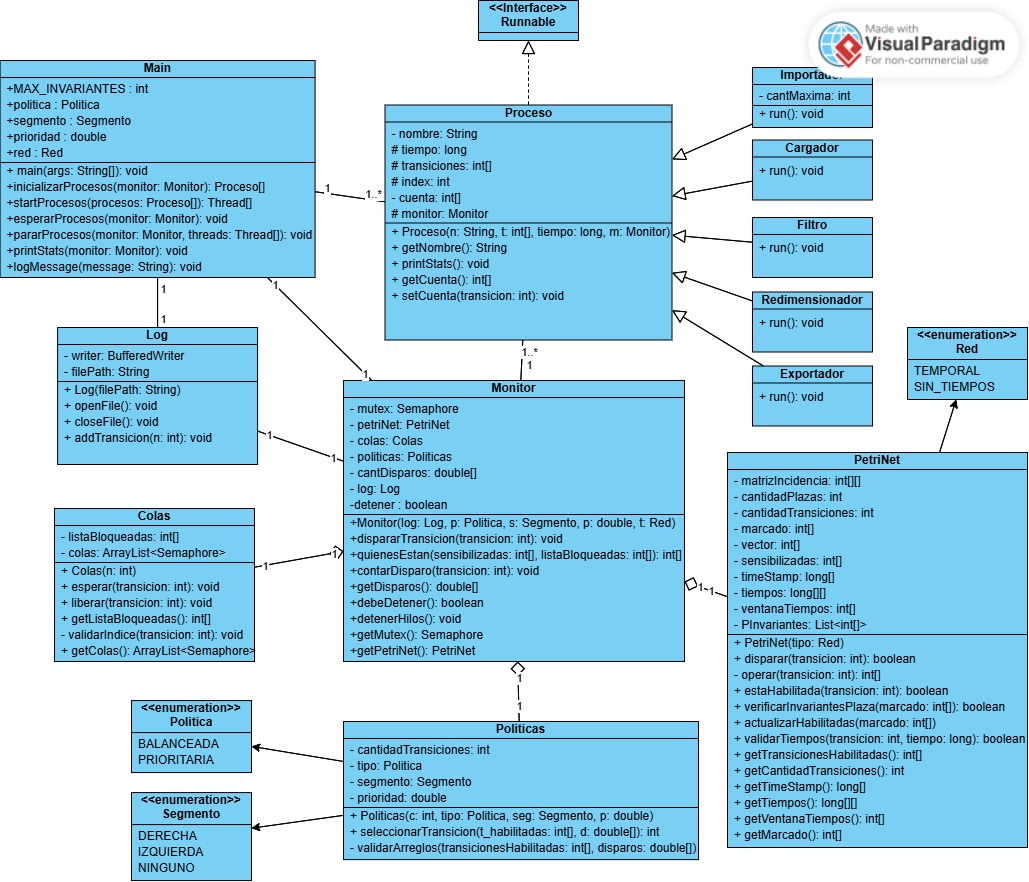 <<Interface>>
Runnable
Made with
Visual Paradigm
For non-commercial use
Main
+MAX_INVARIANTES : int
+politica : Politica
+segmento : Segmento
+prioridad : double
+red : Red
+ main(args: String[]): void
+inicializarProcesos(monitor: Monitor): Proceso[]
+startProcesos(procesos: Proceso[]): Thread[]
+esperarProcesos(monitor: Monitor): void
+pararProcesos(monitor: Monitor, threads: Thread[]): void
+printStats(monitor: Monitor): void
+logMessage(message: String): void
Proceso
- nombre: String
# tiempo: long
# transiciones: int[]
# index: int
- cuenta: int[]
# monitor: Monitor
+ Proceso(n: String, t: int[], tiempo: long, m: Monitor)
+ getNombre(): String
+ printStats(): void
+ getCuenta(): int[]
+ setCuenta(transicion: int): void
Importador
- cantMaxima: int
+ run(): void
Cargador
+ run(): void
Filtro
+ run(): void
Redimensionador
+ run(): void
Exportador
+ run(): void
1
1..*
1
1
1
1
1..*
1
Log
- writer: BufferedWriter
- filePath: String
+ Log(filePath: String)
+ openFile(): void
+ closeFile(): void
+ addTransicion(n: int): void
1
1
Monitor
- mutex: Semaphore
- petriNet: PetriNet
- colas: Colas
- politicas: Politicas
- cantDisparos: double[]
- log: Log
-detener : boolean
+Monitor(log: Log, p: Politica, s: Segmento, p: double, t: Red)
+dispararTransicion(transicion: int): void
+quienesEstan(sensibilizadas: int[], listaBloqueadas: int[]): int[]
+contarDisparo(transicion: int): void
+getDisparos(): double[]
+debeDetener(): boolean
+detenerHilos(): void
+getMutex(): Semaphore
+getPetriNet(): PetriNet
<<enumeration>>
Red
TEMPORAL
SIN_TIEMPOS
Colas
- listaBloqueadas: int[]
- colas: ArrayList<Semaphore>
+ Colas(n: int)
+ esperar(transicion: int): void
+ liberar(transicion: int): void
+ getListaBloqueadas(): int[]
- validarIndice(transicion: int): void
+ getColas(): ArrayList<Semaphore>
1
1
1
1
PetriNet
- matrizIncidencia: int[][]
- cantidadPlazas: int
- cantidadTransiciones: int
- marcado: int[]
- vector: int[]
- sensibilizadas: int[]
- timeStamp: long[]
- tiempos: long[][]
- ventanaTiempos: int[]
- PInvariantes: List<int[]>
+ PetriNet(tipo: Red)
+ disparar(transicion: int): boolean
- operar(transicion: int): int[]
+ estaHabilitada(transicion: int): boolean
+ verificarInvariantesPlaza(marcado: int[]): boolean
+ actualizarHabilitadas(marcado: int[])
+ validarTiempos(transicion: int, tiempo: long): boolean
+ getTransicionesHabilitadas(): int[]
+ getCantidadTransiciones(): int
+ getTimeStamp(): long[]
+ getTiempos(): long[][]
+ getVentanaTiempos(): int[]
+ getMarcado(): int[]
1
1
<<enumeration>>
Politica
BALANCEADA
PRIORITARIA
<<enumeration>>
Segmento
DERECHA
IZQUIERDA
NINGUNO
Politicas
- cantidadTransiciones: int
- tipo: Politica
- segmento: Segmento
- prioridad: double
+ Politicas(c: int, tipo: Politica, seg: Segmento, p: double)
+ seleccionarTransicion(t_habilitadas: int[], d: double[]): int
- validarArreglos(transicionesHabilitadas: int[], disparos: double[])